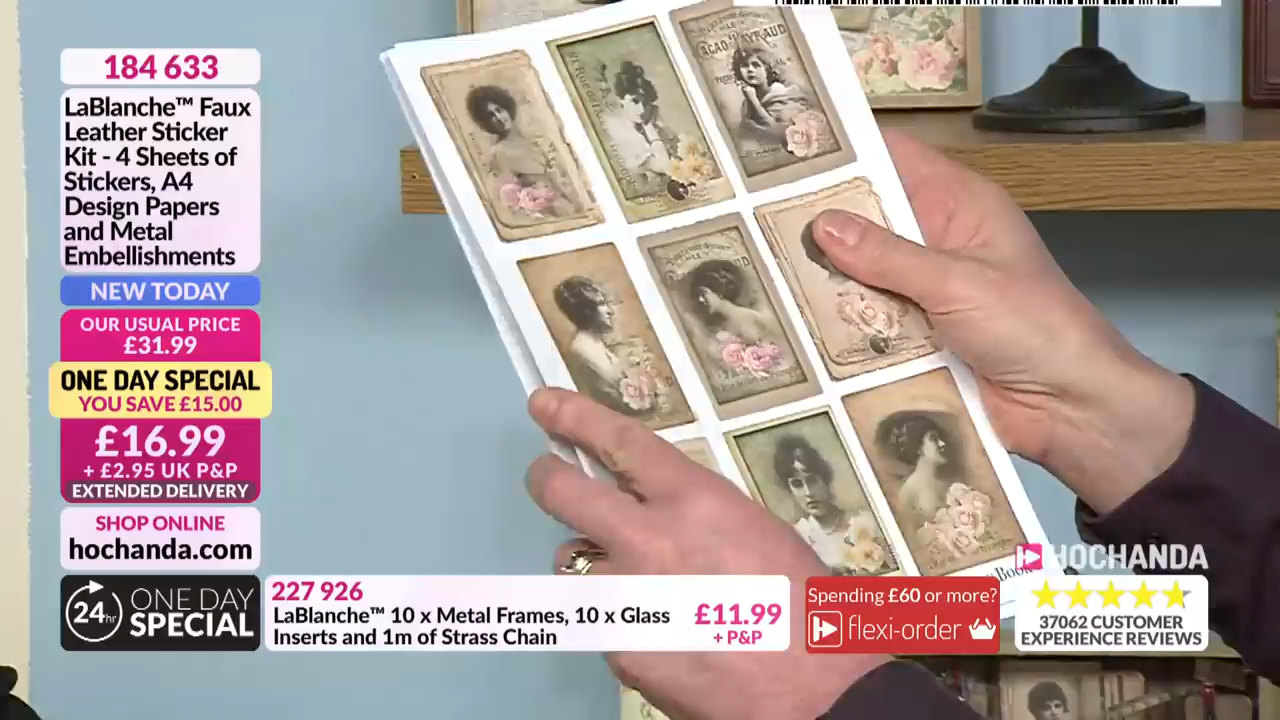 184 633
LaBlanche™ Faux
Leather Sticker
Kit - 4 Sheets of
Stickers, A4
Design Papers
and Metal
Embellishments
NEW TODAY
OUR USUAL PRICE
£31.99
ONE DAY SPECIAL
YOU SAVE £15.00
£16.99
+ £2.95 UK P&P
EXTENDED DELIVERY
SHOP ONLINE
hochanda.com
24hr
ONE DAY
SPECIAL
227 926
LaBlanche™ 10 x Metal Frames, 10 x Glass
Inserts and 1m of Strass Chain
£11.99
+ P&P
Spending £60 or more?
flexi-order
HOCHANDA
37062 CUSTOMER
EXPERIENCE REVIEWS